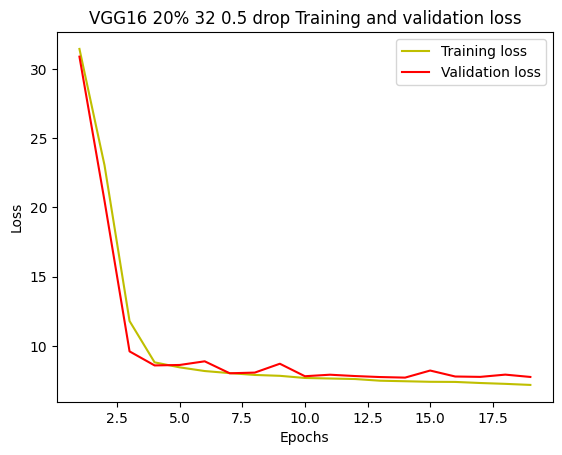 VGG16 20% 32 0.5 drop Training and validation loss
Training loss
Validation loss
30
25
20
15
10
Loss
2.5 5.0 7.5 10.0 12.5 15.0 17.5
Epochs